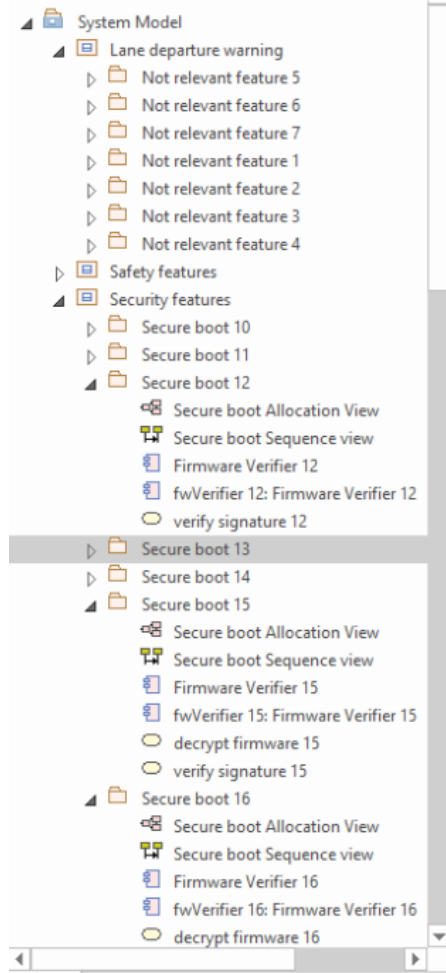 System Model
Lane departure warning
Not relevant feature 5
Not relevant feature 6
Not relevant feature 7
Not relevant feature 1
Not relevant feature 2
Not relevant feature 3
Not relevant feature 4
Safety features
Security features
Secure boot 10
Secure boot 11
Secure boot 12
Secure boot Allocation View
Secure boot Sequence view
Firmware Verifier 12
fwVerifier 12: Firmware Verifier 12
verify signature 12
Secure boot 13
Secure boot 14
Secure boot 15
Secure boot Allocation View
Secure boot Sequence view
Firmware Verifier 15
fwVerifier 15: Firmware Verifier 15
decrypt firmware 15
verify signature 15
Secure boot 16
Secure boot Allocation View
Secure boot Sequence view
Firmware Verifier 16
fwVerifier 16: Firmware Verifier 16
decrypt firmware 16